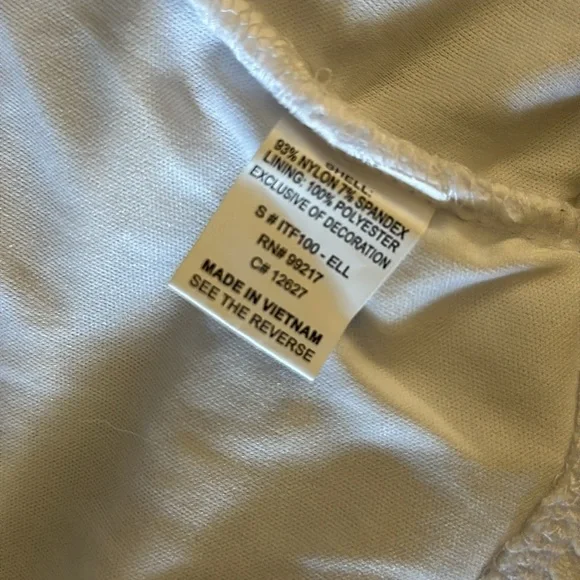 SHELL:
93% NYLON 7% SPANDEX
LINING: 100% POLYESTER
EXCLUSIVE OF DECORATION
S # ITF100 - ELL
RN# 99217
C# 12627
MADE IN VIETNAM
SEE THE REVERSE